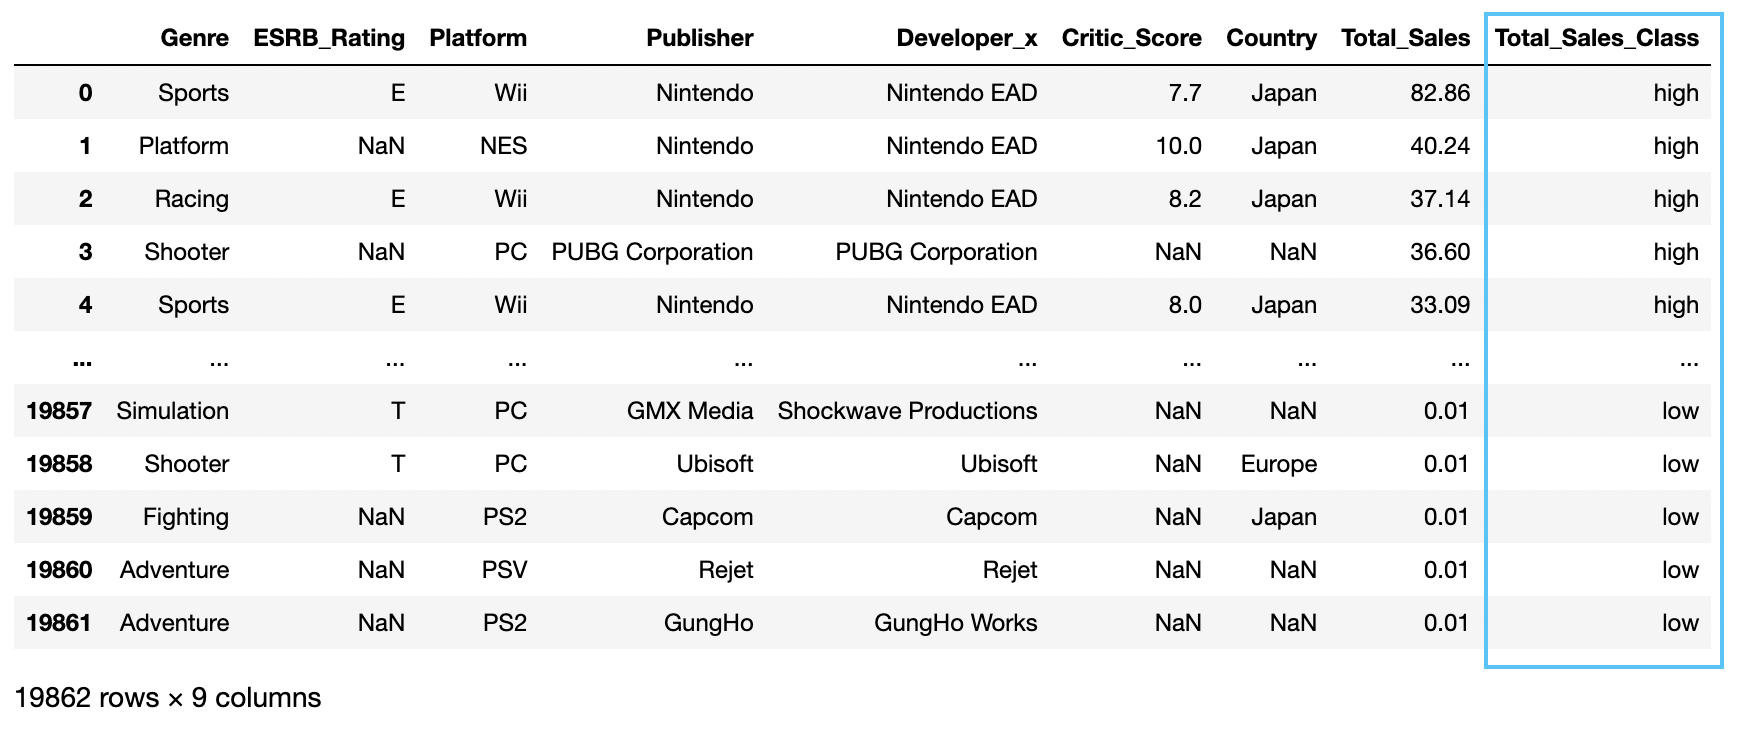 Genre ESRB_Rating Platform Publisher Developer_x Critic_Score Country Total_Sales Total_Sales_Class
0 Sports E Wii Nintendo Nintendo EAD 7.7 Japan 82.86 high
1 Platform NaN NES Nintendo Nintendo EAD 10.0 Japan 40.24 high
2 Racing E Wii Nintendo Nintendo EAD 8.2 Japan 37.14 high
3 Shooter NaN PC PUBG Corporation PUBG Corporation NaN NaN 36.60 high
4 Sports E Wii Nintendo Nintendo EAD 8.0 Japan 33.09 high
... ... ... ... ... ... ... ... ... ...
19857 Simulation T PC GMX Media Shockwave Productions NaN NaN 0.01 low
19858 Shooter T PC Ubisoft Ubisoft NaN Europe 0.01 low
19859 Fighting NaN PS2 Capcom Capcom NaN Japan 0.01 low
19860 Adventure NaN PSV Rejet Rejet NaN NaN 0.01 low
19861 Adventure NaN PS2 GungHo GungHo Works NaN NaN 0.01 low
19862 rows × 9 columns